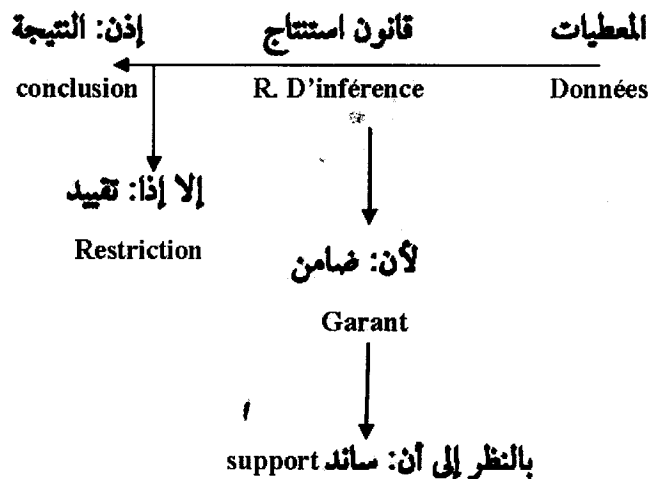 المعطيات قانون استنتاج إذن: النتيجة
Données R. D’inférence conclusion
إلا إذا: تقييد
Restriction
لأن: ضامن
Garant
بالنظر إلى أن: ساند support